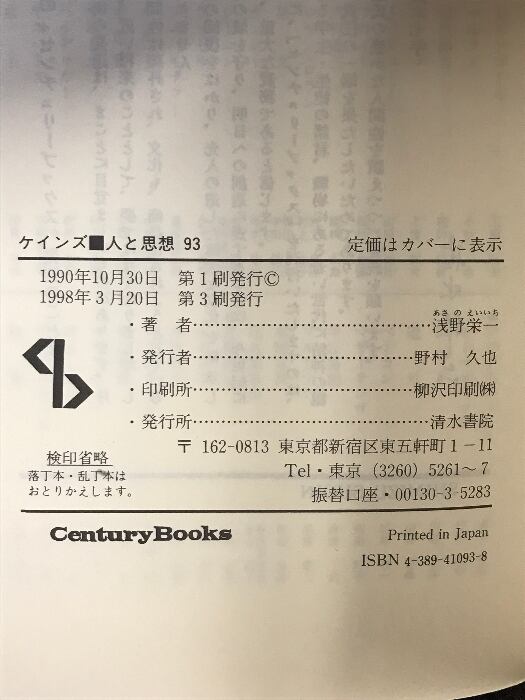 ケインズ■人と思想 93
定価はカバーに表示
1990年10月30日 第1刷発行©
1998年3月20日 第3刷発行
あさ の えいいち
・著 者……………………………浅野栄一
・発行者……………………………野村 久也
・印刷所……………………………柳沢印刷㈱
・発行所……………………………清水書院
〒 162-0813 東京都新宿区東五軒町1-11
Tel・東京 (3260) 5261〜7
振替口座・00130-3-5283
検印省略
落丁本・乱丁本は
おとりかえします。
CenturyBooks
Printed in Japan
ISBN 4-389-41093-8